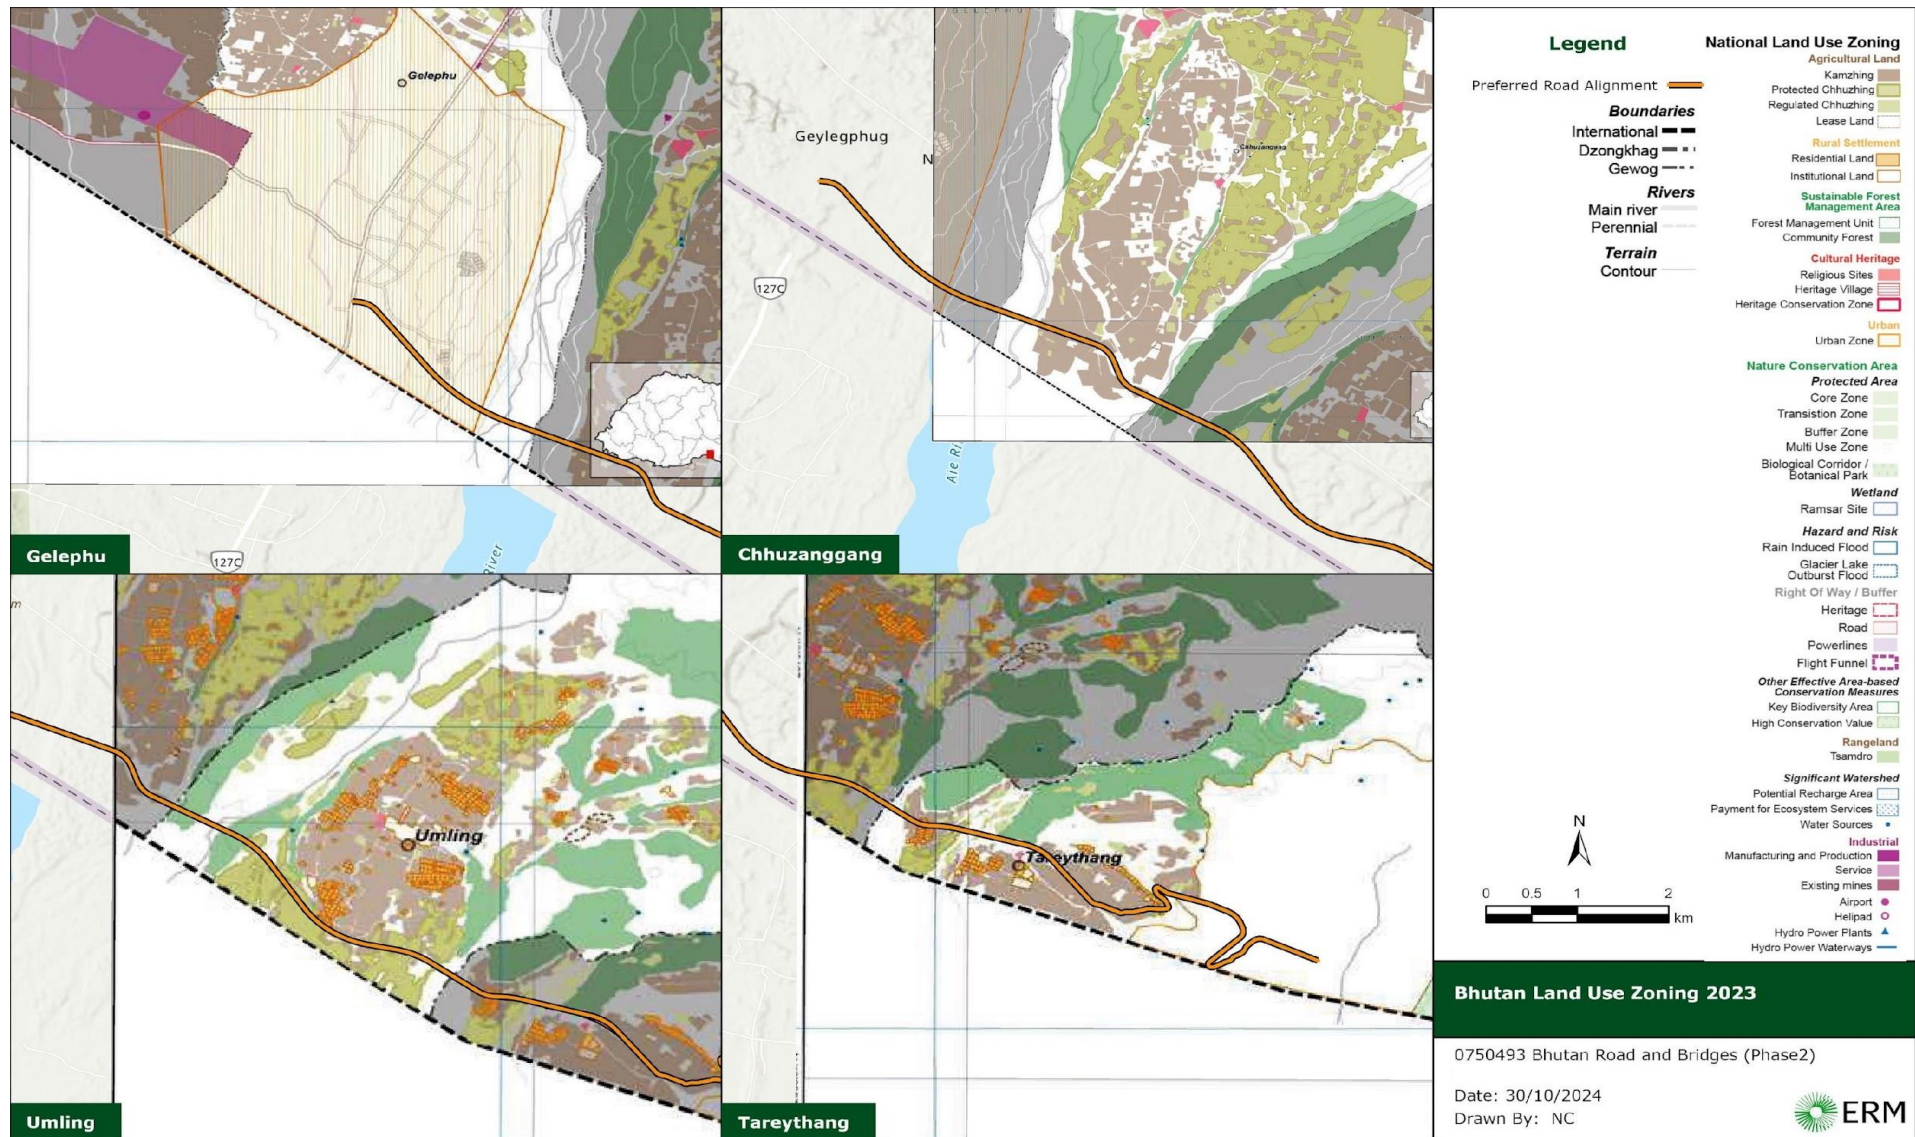 Gelephu
127C
River
Gelephu
GELEPHU
Geylegphug
N
Chhuzanggang
127C
Aie Ri
Chhuzanggang
m
Umling
Umling
Tareythang
Tareythang
Legend
Preferred Road Alignment
Boundaries
International
Dzongkhag
Gewog
Rivers
Main river
Perennial
Terrain
Contour
National Land Use Zoning
Agricultural Land
Kamzhing
Protected Chhuzhing
Regulated Chhuzhing
Lease Land
Rural Settlement
Residential Land
Institutional Land
Sustainable Forest
Management Area
Forest Management Unit
Community Forest
Cultural Heritage
Religious Sites
Heritage Village
Heritage Conservation Zone
Urban
Urban Zone
Nature Conservation Area
Protected Area
Core Zone
Transistion Zone
Buffer Zone
Multi Use Zone
Biological Corridor /
Botanical Park
Wetland
Ramsar Site
Hazard and Risk
Rain Induced Flood
Glacier Lake
Outburst Flood
Right Of Way / Buffer
Heritage
Road
Powerlines
Flight Funnel
Other Effective Area-based
Conservation Measures
Key Biodiversity Area
High Conservation Value
Rangeland
Tsamdro
Significant Watershed
Potential Recharge Area
Payment for Ecosystem Services
Water Sources
Industrial
Manufacturing and Production
Service
Existing mines
Airport
Helipad
Hydro Power Plants
Hydro Power Waterways
N
0 0.5 1 2
km
Bhutan Land Use Zoning 2023
0750493 Bhutan Road and Bridges (Phase2)
Date: 30/10/2024
Drawn By: NC
ERM